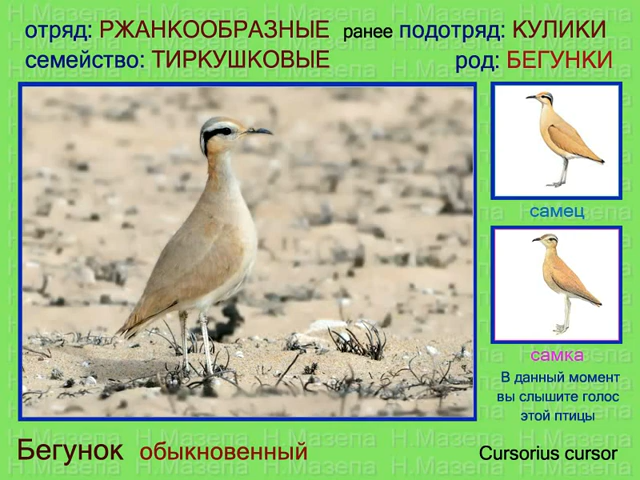 отряд: РЖАНКООБРАЗНЫЕ ранее подотряд: КУЛИКИ
семейство: ТИРКУШКОВЫЕ род: БЕГУНКИ
самец
самка
В данный момент
вы слышите голос
этой птицы
Бегунок обыкновенный Cursorius cursor
Н.Мазепа